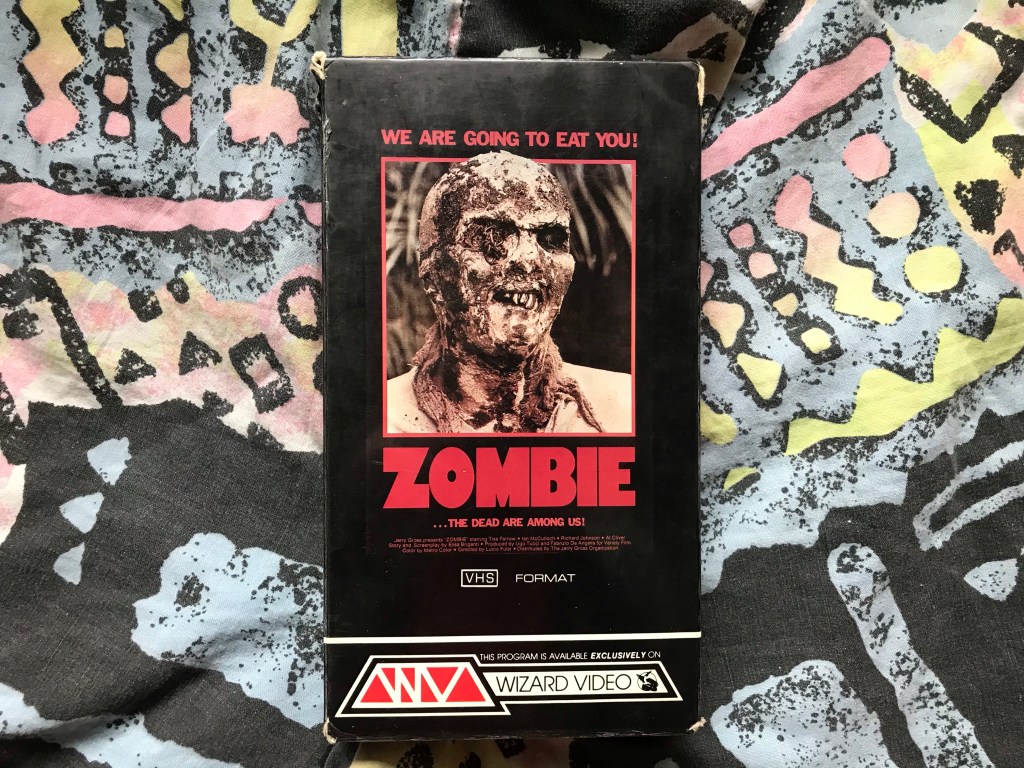 WE ARE GOING TO EAT YOU!
ZOMBIE
...THE DEAD ARE AMONG US!
Jerry Gross presents "ZOMBIE" starring Tisa Farrow • Ian McCulloch • Richard Johnson • Al Cliver
Story and Screenplay by Elisa Briganti • Produced by Ugo Tucci and Fabrizio De Angelis for Variety Film
Color by Metro Color • Directed by Lucio Fulci • Distributed by The Jerry Gross Organization
VHS FORMAT
THIS PROGRAM IS AVAILABLE EXCLUSIVELY ON
WIZARD VIDEO